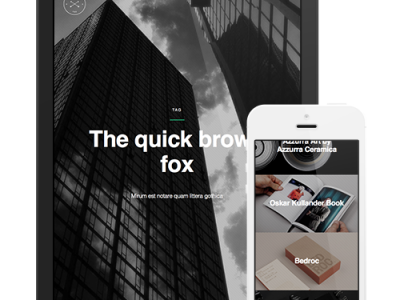 TAG
The quick brow
fox
Mirum est notare quam littera gothica
Azzurra Art by
Azzurra Ceramica
Oskar Kullander Book
Bedroc